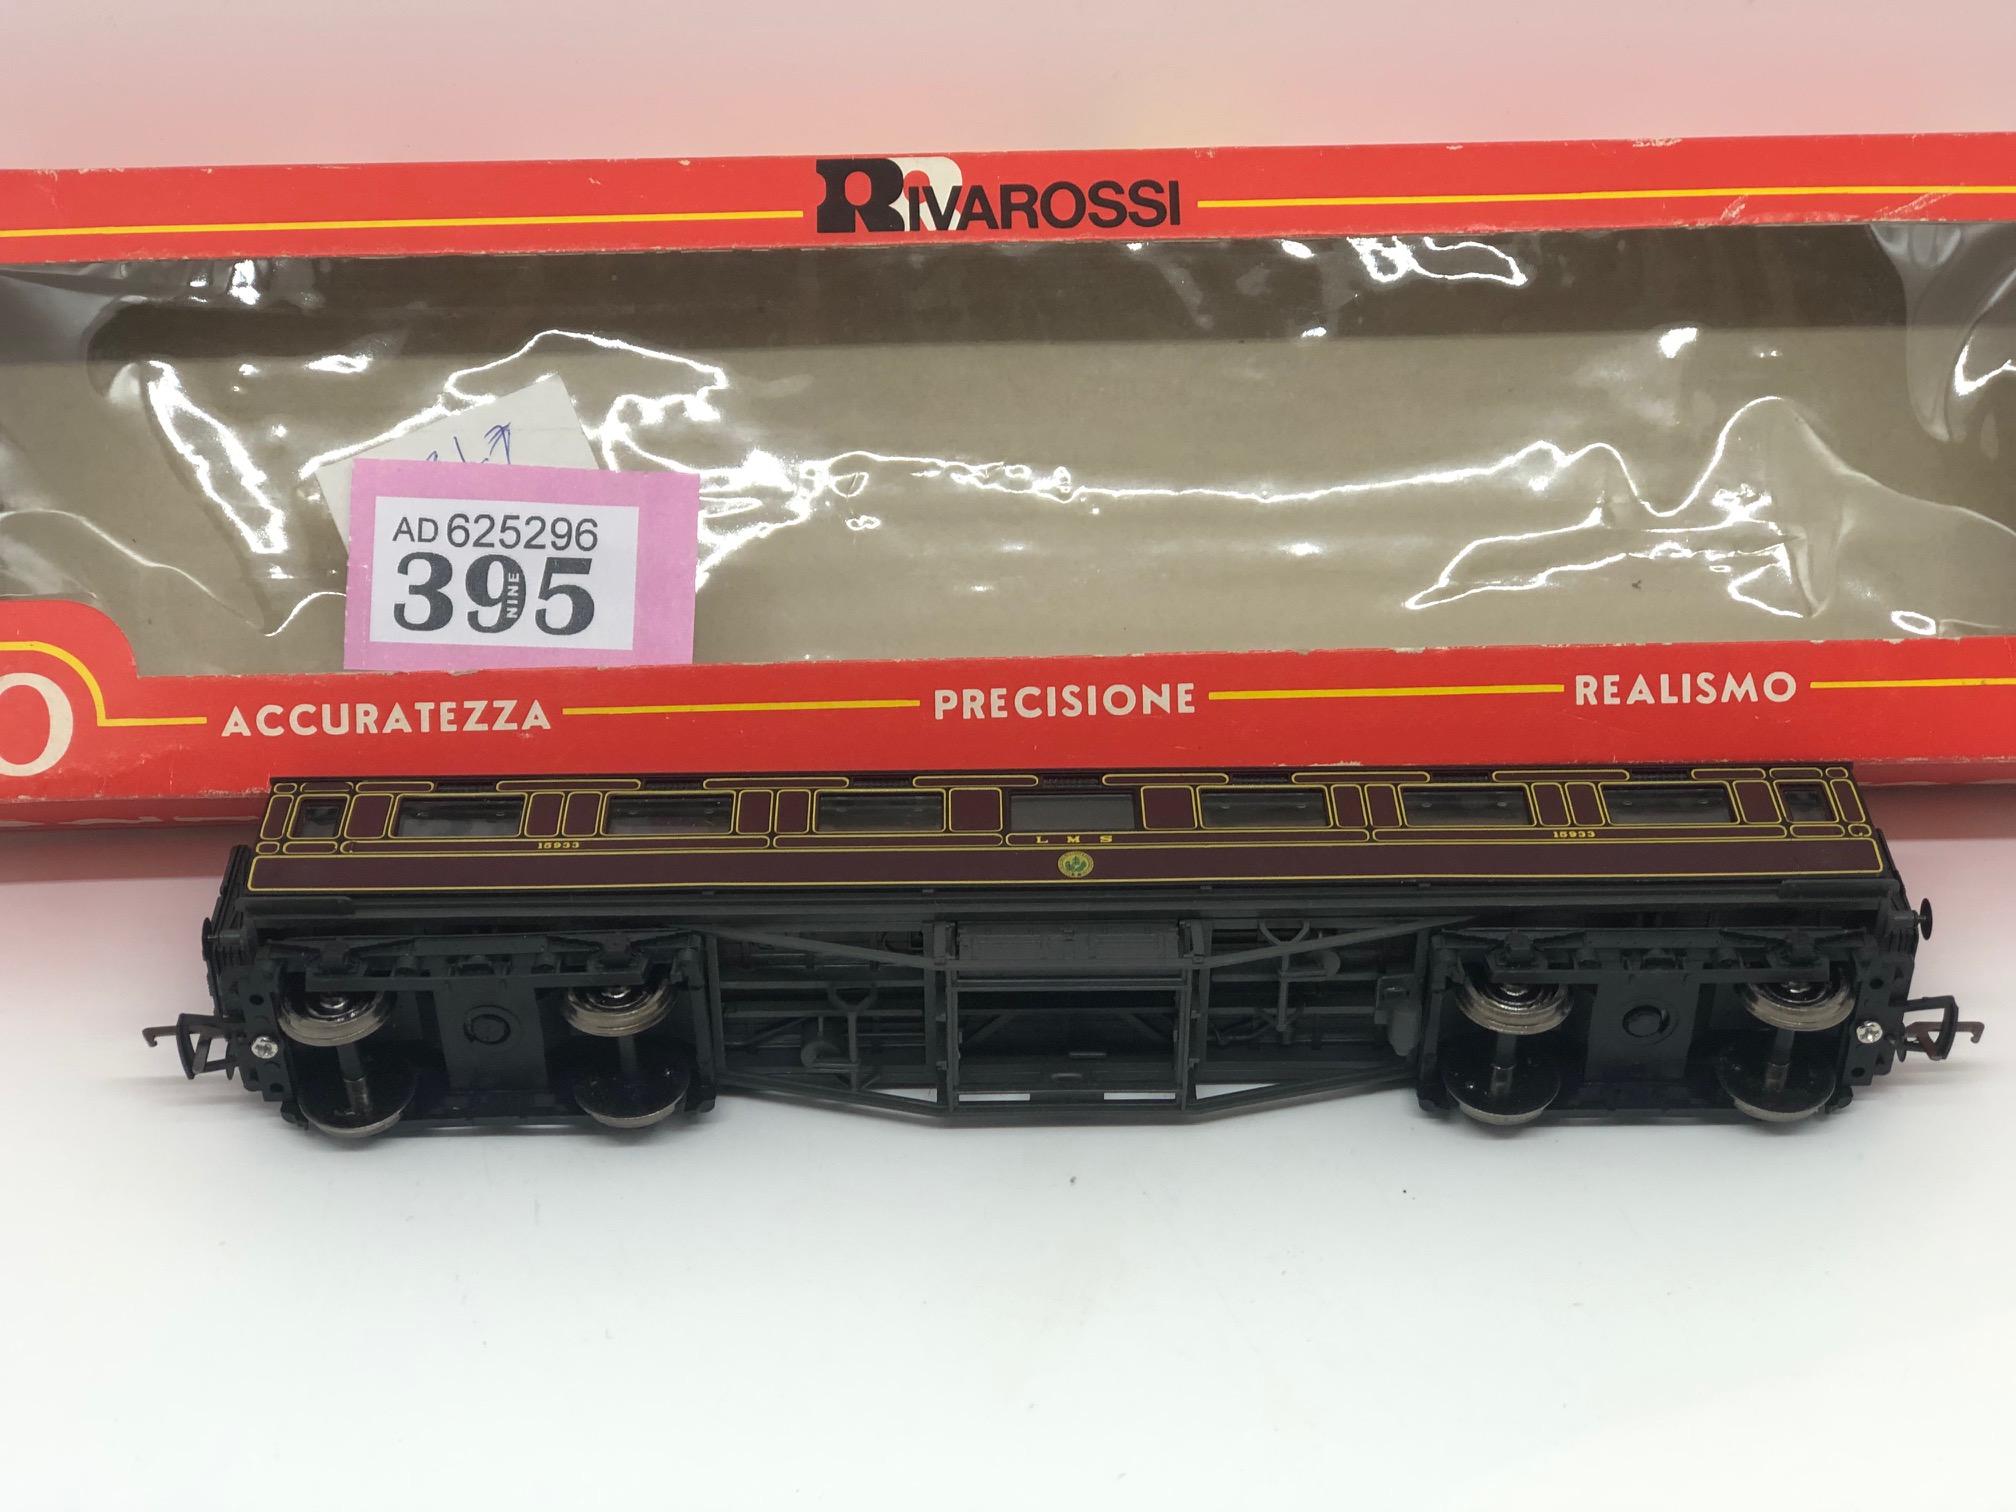 RIVAROSSI
AD 625296
395
NINE
O
ACCURATEZZA PRECISIONE REALISMO
15933 L M S 15933